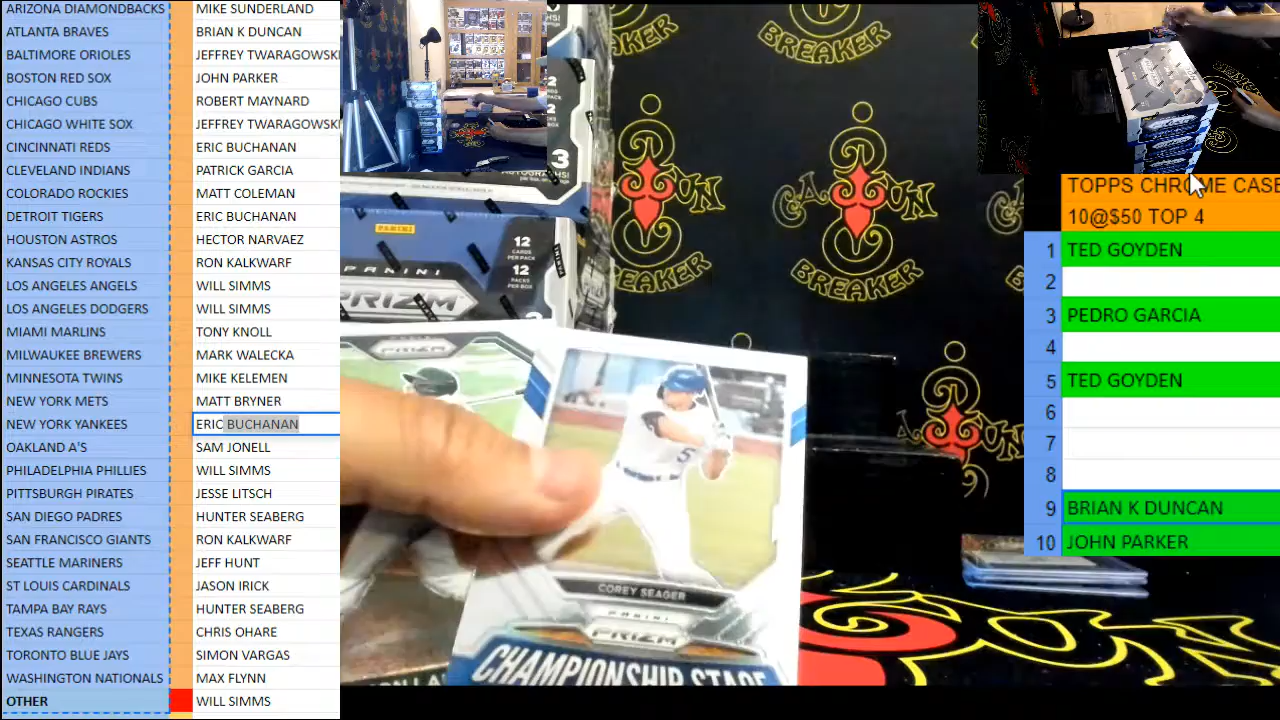 ARIZONA DIAMONDBACKS MIKE SUNDERLAND
ATLANTA BRAVES BRIAN K DUNCAN
BALTIMORE ORIOLES JEFFREY TWARAGOWSKI
BOSTON RED SOX JOHN PARKER
CHICAGO CUBS ROBERT MAYNARD
CHICAGO WHITE SOX JEFFREY TWARAGOWSKI
CINCINNATI REDS ERIC BUCHANAN
CLEVELAND INDIANS PATRICK GARCIA
COLORADO ROCKIES MATT COLEMAN
DETROIT TIGERS ERIC BUCHANAN
HOUSTON ASTROS HECTOR NARVAEZ
KANSAS CITY ROYALS RON KALKWARF
LOS ANGELES ANGELS WILL SIMMS
LOS ANGELES DODGERS WILL SIMMS
MIAMI MARLINS TONY KNOLL
MILWAUKEE BREWERS MARK WALECKA
MINNESOTA TWINS MIKE KELEMEN
NEW YORK METS MATT BRYNER
NEW YORK YANKEES ERIC BUCHANAN
OAKLAND A'S SAM JONELL
PHILADELPHIA PHILLIES WILL SIMMS
PITTSBURGH PIRATES JESSE LITSCH
SAN DIEGO PADRES HUNTER SEABERG
SAN FRANCISCO GIANTS RON KALKWARF
SEATTLE MARINERS JEFF HUNT
ST LOUIS CARDINALS JASON IRICK
TAMPA BAY RAYS HUNTER SEABERG
TEXAS RANGERS CHRIS OHARE
TORONTO BLUE JAYS SIMON VARGAS
WASHINGTON NATIONALS MAX FLYNN
OTHER WILL SIMMS
BREAKER
BREAKER
BREAKER
3
PANINI
12
CARDS
PER PACK
12
PACKS
PER BOX
PANINI
PRIZM
PRIZM
5
COREY SEAGER
PANINI
PRIZM
CHAMPIONSHIP STAGE
TOPPS CHROME CASE
10@$50 TOP 4
1 TED GOYDEN
2
3 PEDRO GARCIA
4
5 TED GOYDEN
6
7
8
9 BRIAN K DUNCAN
10 JOHN PARKER